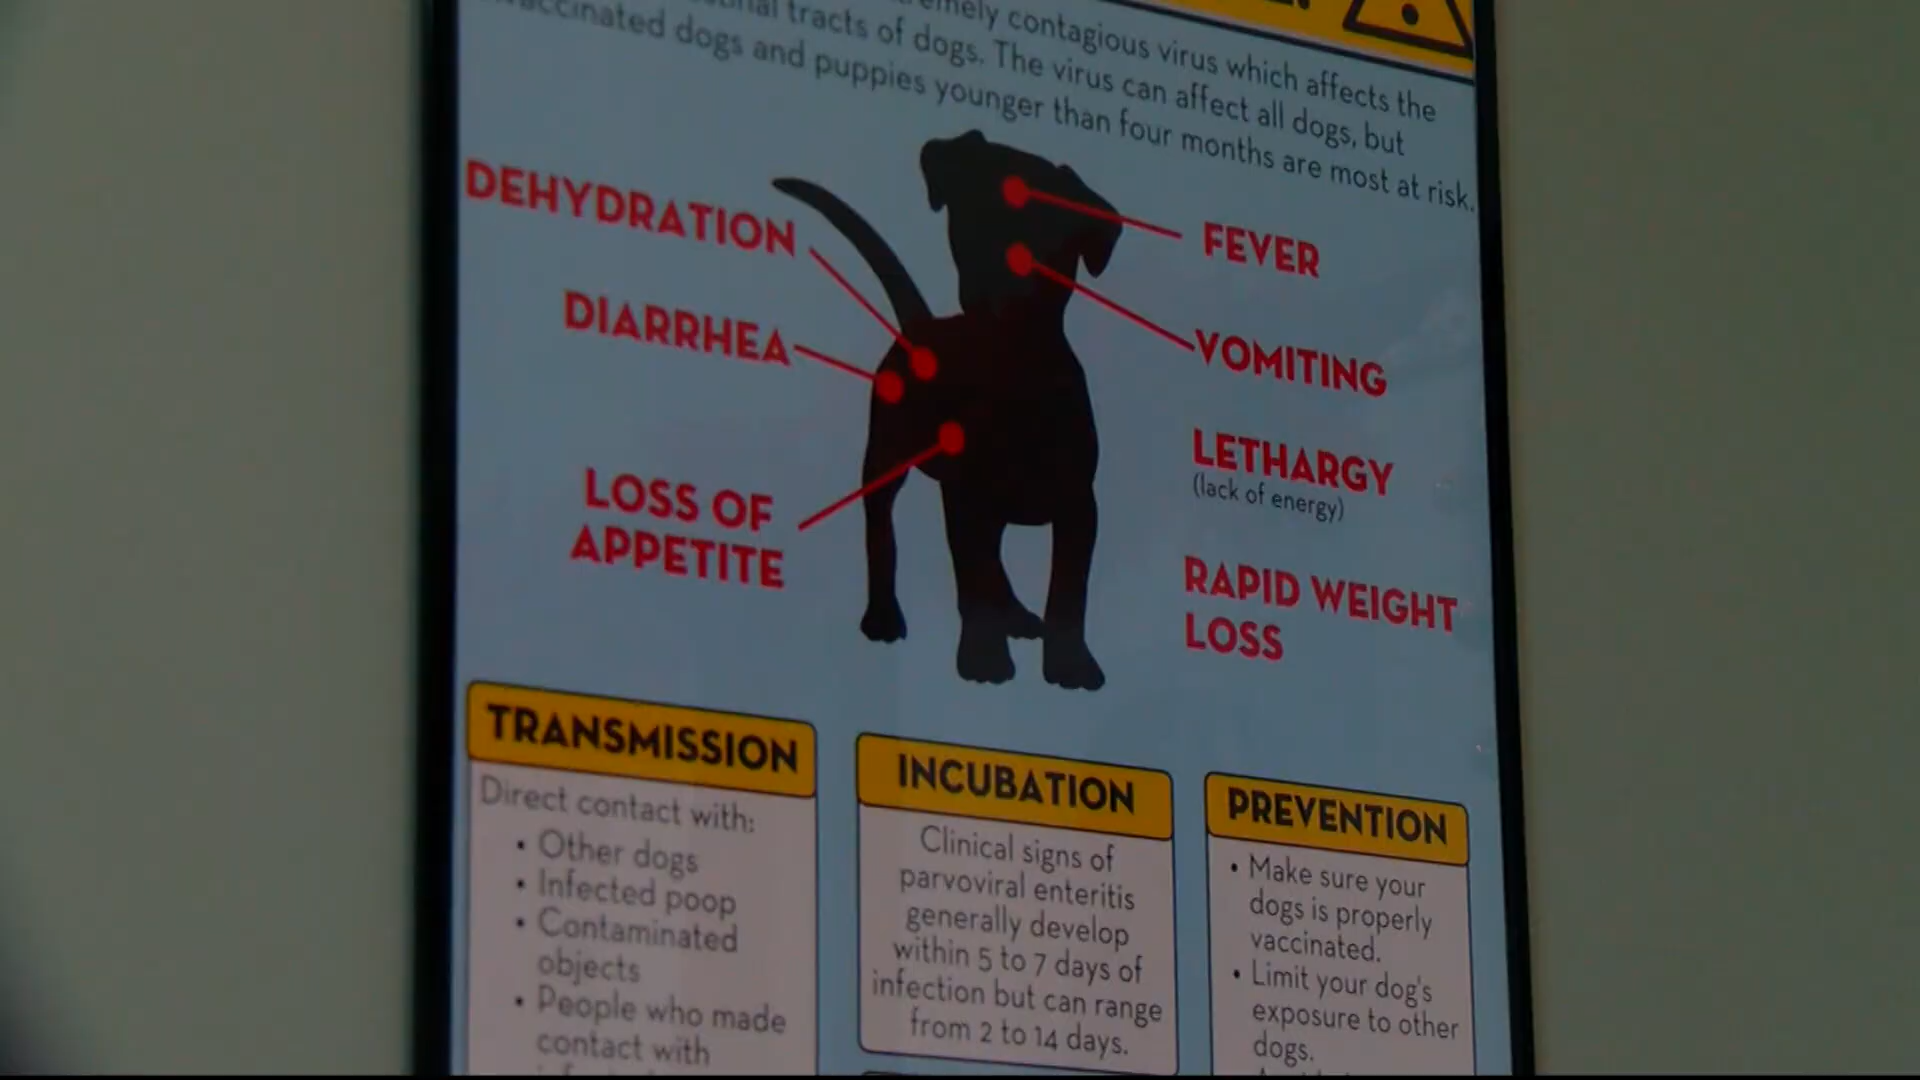 contagious virus which affects the
tracts of dogs. The virus can affect all dogs, but
dogs and puppies younger than four months are most at risk.
DEHYDRATION
FEVER
DIARRHEA
VOMITING
LETHARGY
(lack of energy)
LOSS OF
APPETITE
RAPID WEIGHT
LOSS
TRANSMISSION
Direct contact with:
• Other dogs
• Infected poop
• Contaminated
objects
• People who made
contact with
INCUBATION
Clinical signs of
parvoviral enteritis
generally develop
within 5 to 7 days of
infection but can range
from 2 to 14 days.
PREVENTION
• Make sure your
dogs is properly
vaccinated.
• Limit your dog's
exposure to other
dogs.